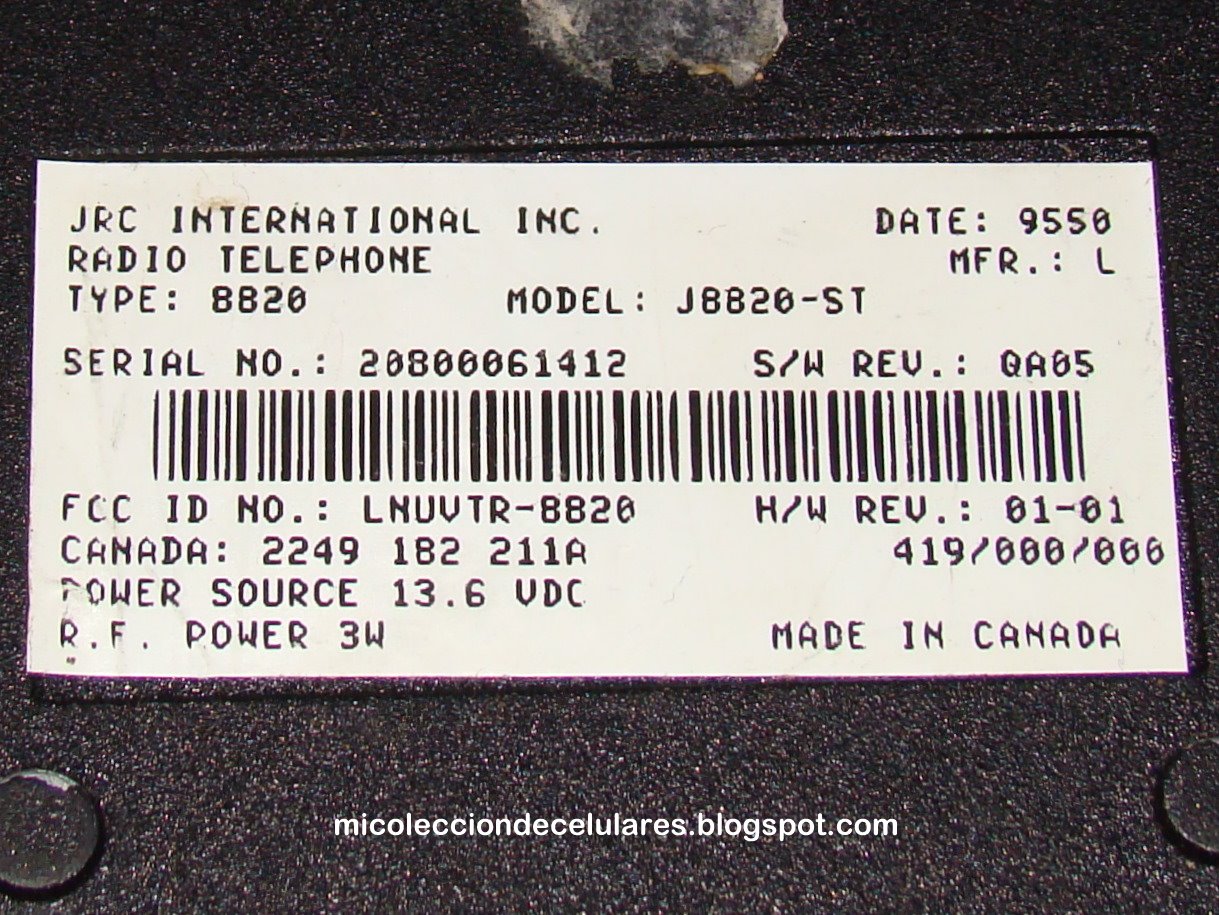 JRC INTERNATIONAL INC. DATE: 9550
RADIO TELEPHONE MFR.: L
TYPE: 8820 MODEL: J8820-ST
SERIAL NO.: 20800061412 S/W REV.: QA05
FCC ID NO.: LNUVTR-8820 H/W REV.: 01-01
CANADA: 2249 182 211A 419/000/000
POWER SOURCE 13.6 VDC
R.F. POWER 3W MADE IN CANADA
micolecciondecelulares.blogspot.com